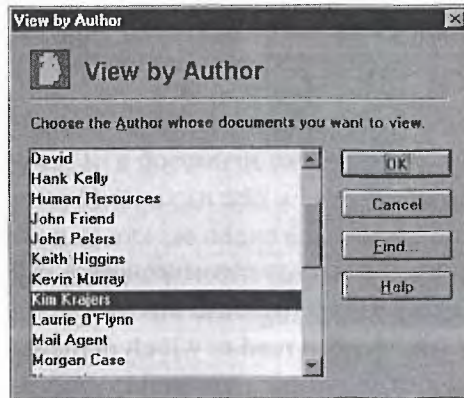 View by Author
View by Author
Choose the Author whose documents you want to view.
David
Hank Kelly
Human Resources
John Friend
John Peters
Keith Higgins
Kevin Murray
Kim Krajers
Laurie O'Flynn
Mail Agent
Morgan Case
OK
Cancel
Find...
Help